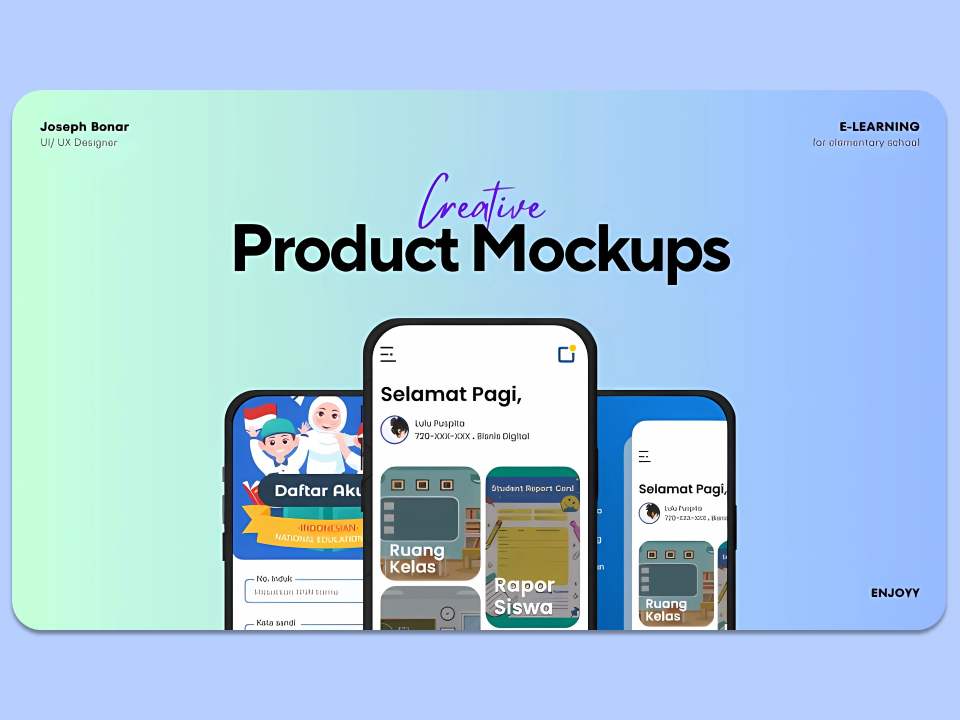 Joseph Bonar
UI/ UX Designer
E-LEARNING
for elementary school
Creative
Product Mockups
Selamat Pagi,
Lulu Puspita
720-XXX-XXX . Bisnis Digital
Student Report Card
Ruang
Kelas
Rapor
Siswa
Daftar Aku
INDONESIAN
NATIONAL EDUCATION
No. Induk
Kata sandi
Selamat Pagi,
Lulu Puspita
720-XXX-XXX . Bisnis
Ruang
Kelas
ENJOYY